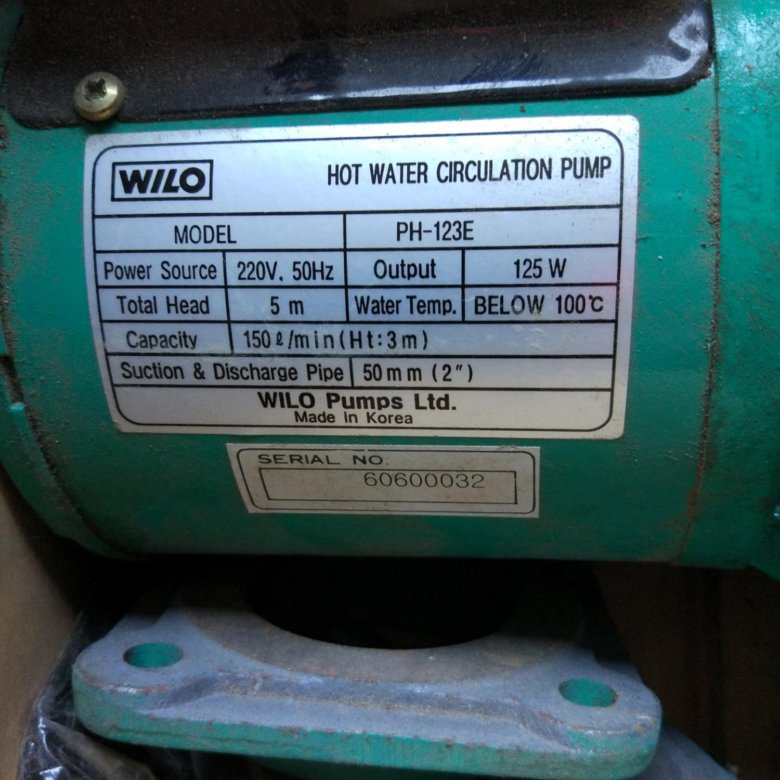 WILO HOT WATER CIRCULATION PUMP
MODEL PH-123E
Power Source 220V, 50Hz Output 125 W
Total Head 5 m Water Temp. BELOW 100℃
Capacity 150ℓ/min(Ht:3m)
Suction & Discharge Pipe 50mm (2")
WILO Pumps Ltd.
Made in Korea
SERIAL NO.
60600032